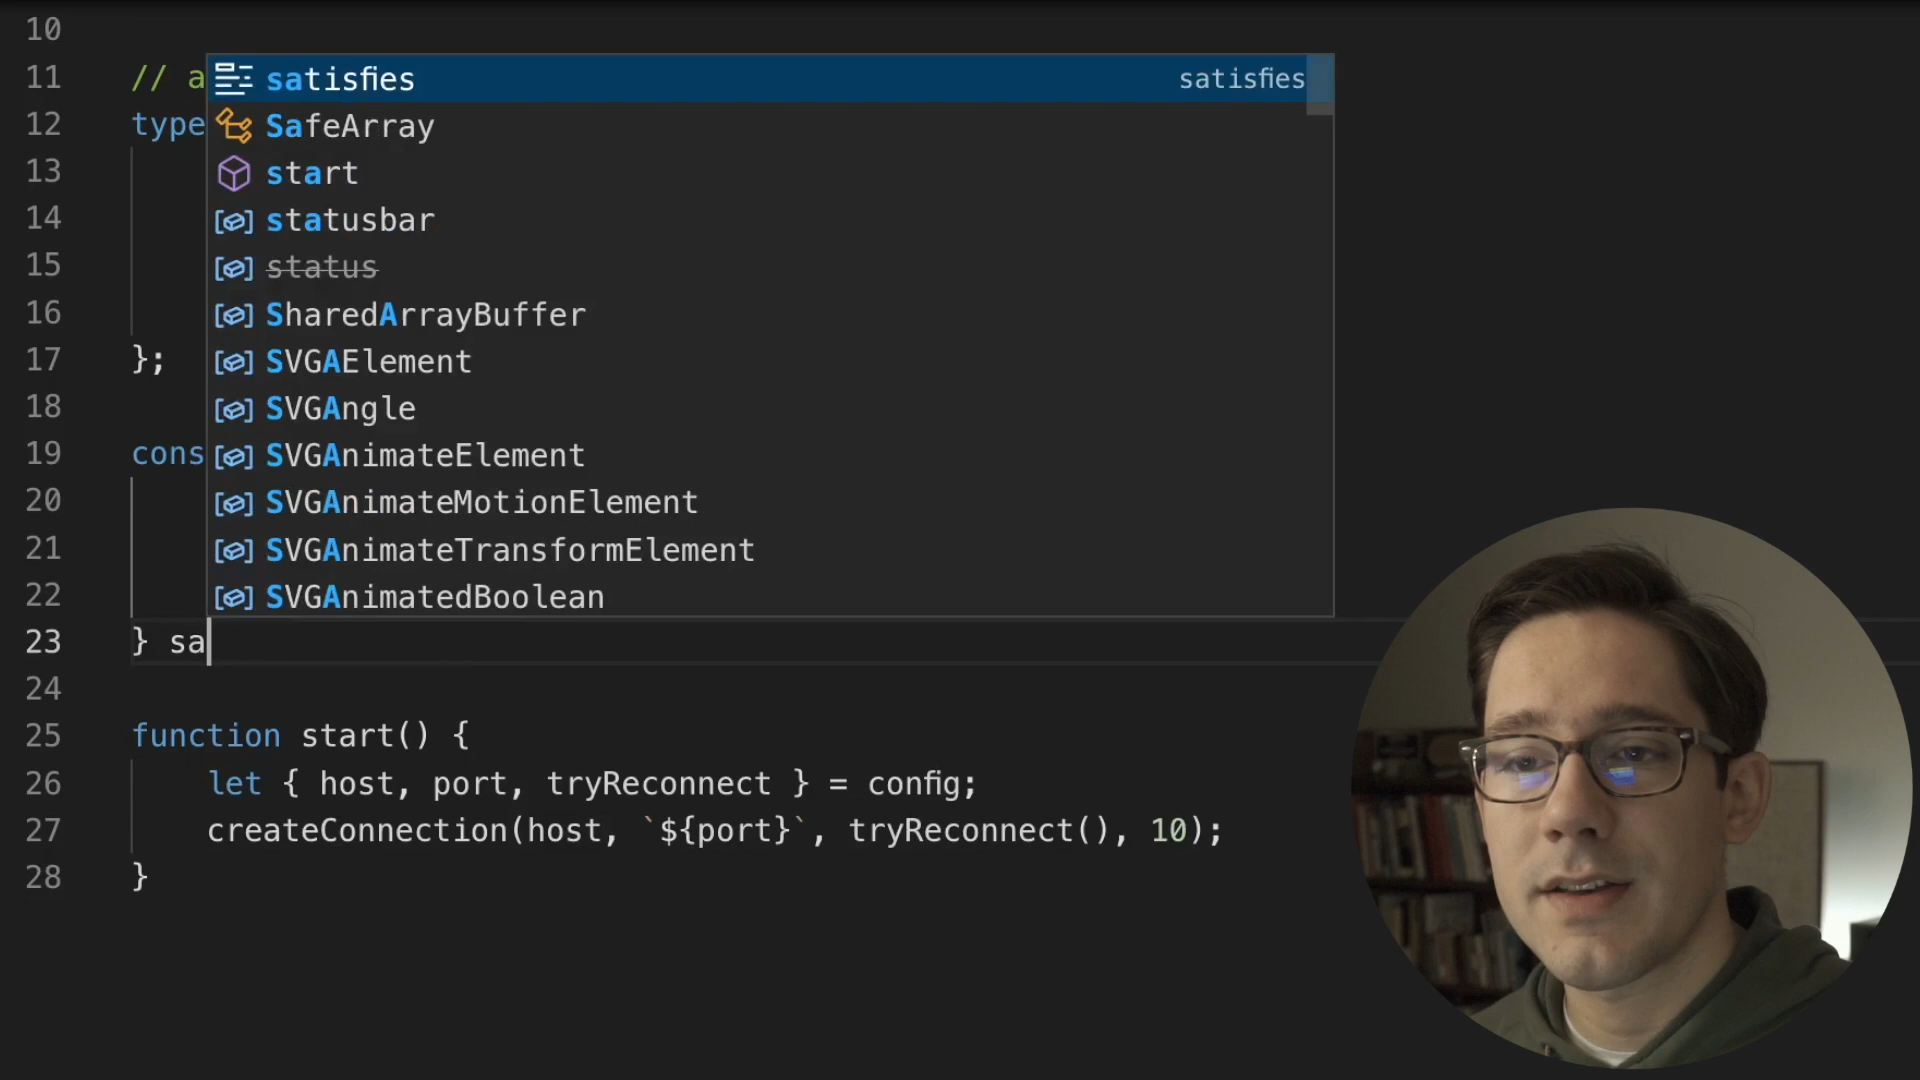 10
11 // a
satisfies satisfies
12 type
SafeArray
13
start
14
statusbar
15
status
16
SharedArrayBuffer
17 };
SVGAElement
18
SVGAngle
19 cons
SVGAnimateElement
20
SVGAnimateMotionElement
21
SVGAnimateTransformElement
22
SVGAnimatedBoolean
23 } sa
24
25 function start() {
26 let { host, port, tryReconnect } = config;
27 createConnection(host, `${port}`, tryReconnect(), 10);
28 }